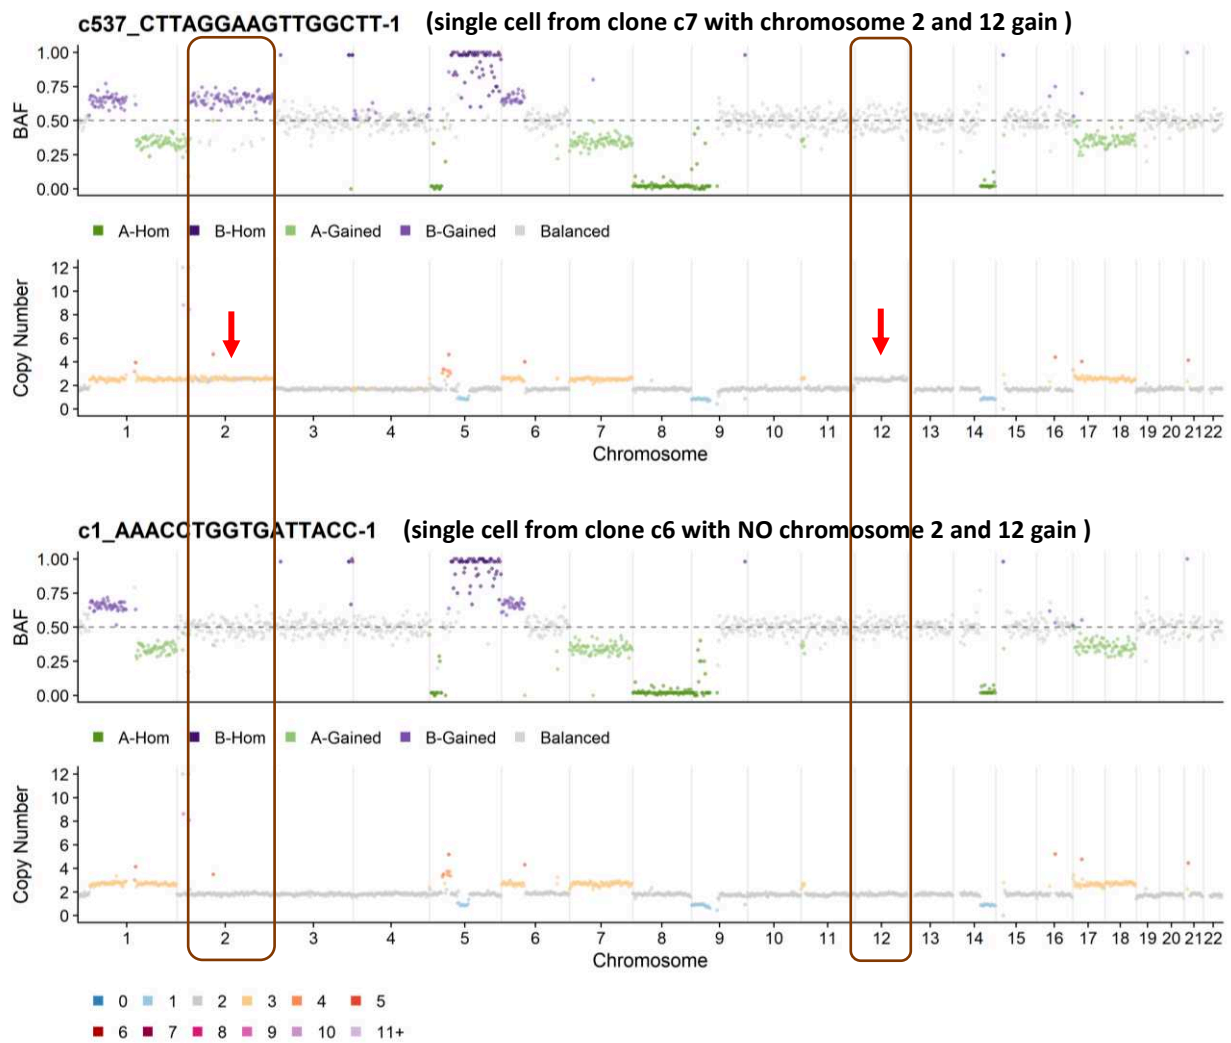 c537_CTTAGGAAGTTGGCTT-1 (single cell from clone c7 with chromosome 2 and 12 gain )
1.00
0.75
0.50
0.25
0.00
BAF
A-Hom B-Hom A-Gained B-Gained Balanced
12
10
8
6
4
2
0
Copy Number
1 2 3 4 5 6 7 8 9 10 11 12 13 14 15 16 17 18 19 20 21 22
Chromosome
c1_AAACCTGGTGATTACC-1 (single cell from clone c6 with NO chromosome 2 and 12 gain )
1.00
0.75
0.50
0.25
0.00
BAF
A-Hom B-Hom A-Gained B-Gained Balanced
12
10
8
6
4
2
0
Copy Number
1 2 3 4 5 6 7 8 9 10 11 12 13 14 15 16 17 18 19 20 21 22
Chromosome
0 1 2 3 4 5
6 7 8 9 10 11+